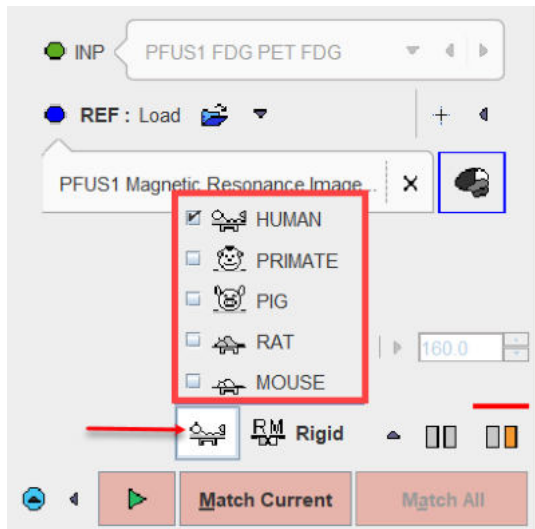 INP PFUS1 FDG PET FDG
REF : Load
PFUS1 Magnetic Resonance Image...
HUMAN
PRIMATE
PIG
RAT
160.0
MOUSE
RM Rigid
Match Current Match All